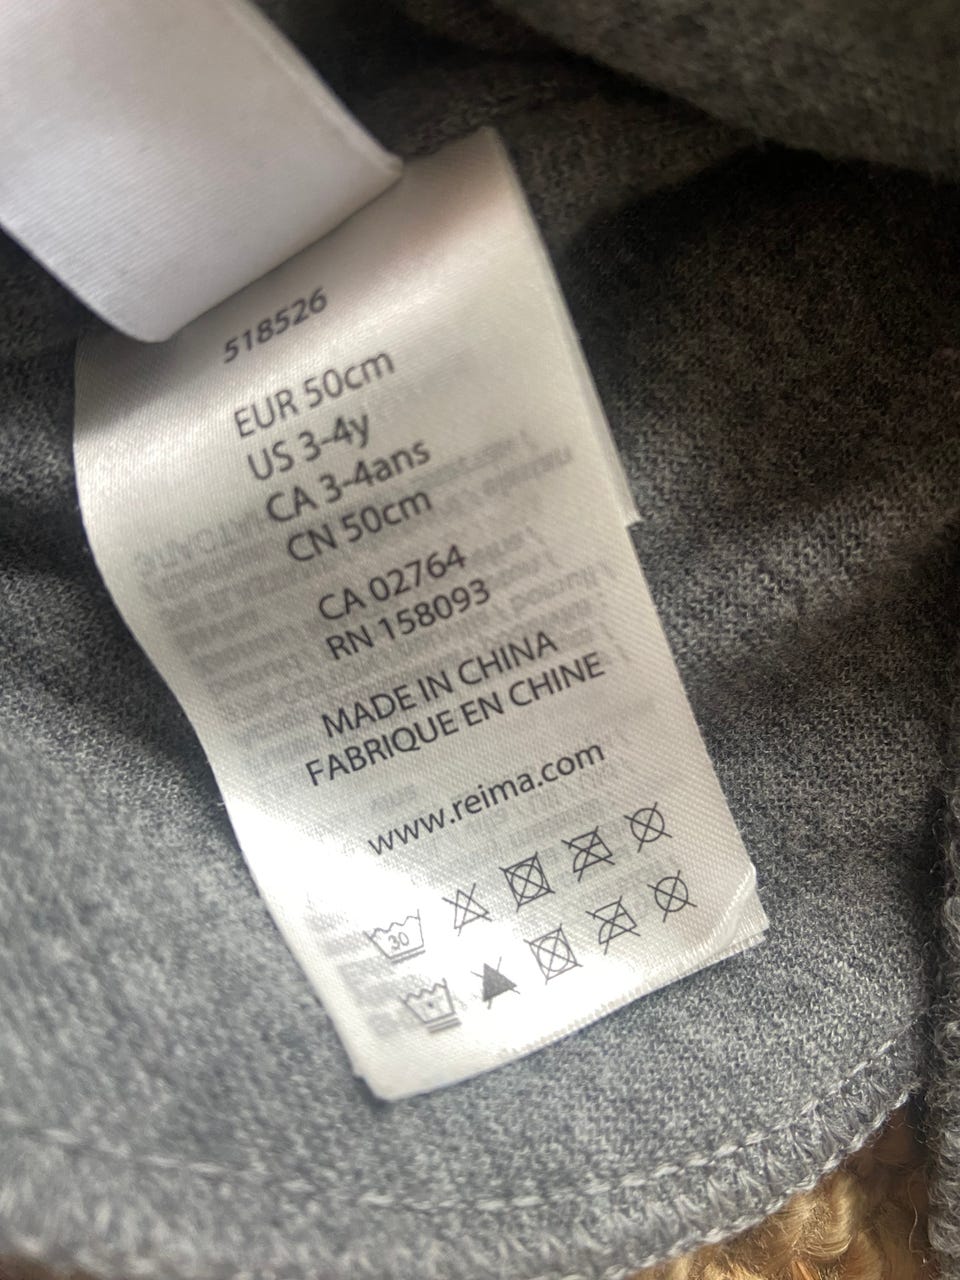 518526
EUR 50cm
US 3-4y
CA 3-4ans
CN 50cm
CA 02764
RN 158093
MADE IN CHINA
FABRIQUE EN CHINE
www.reima.com
30